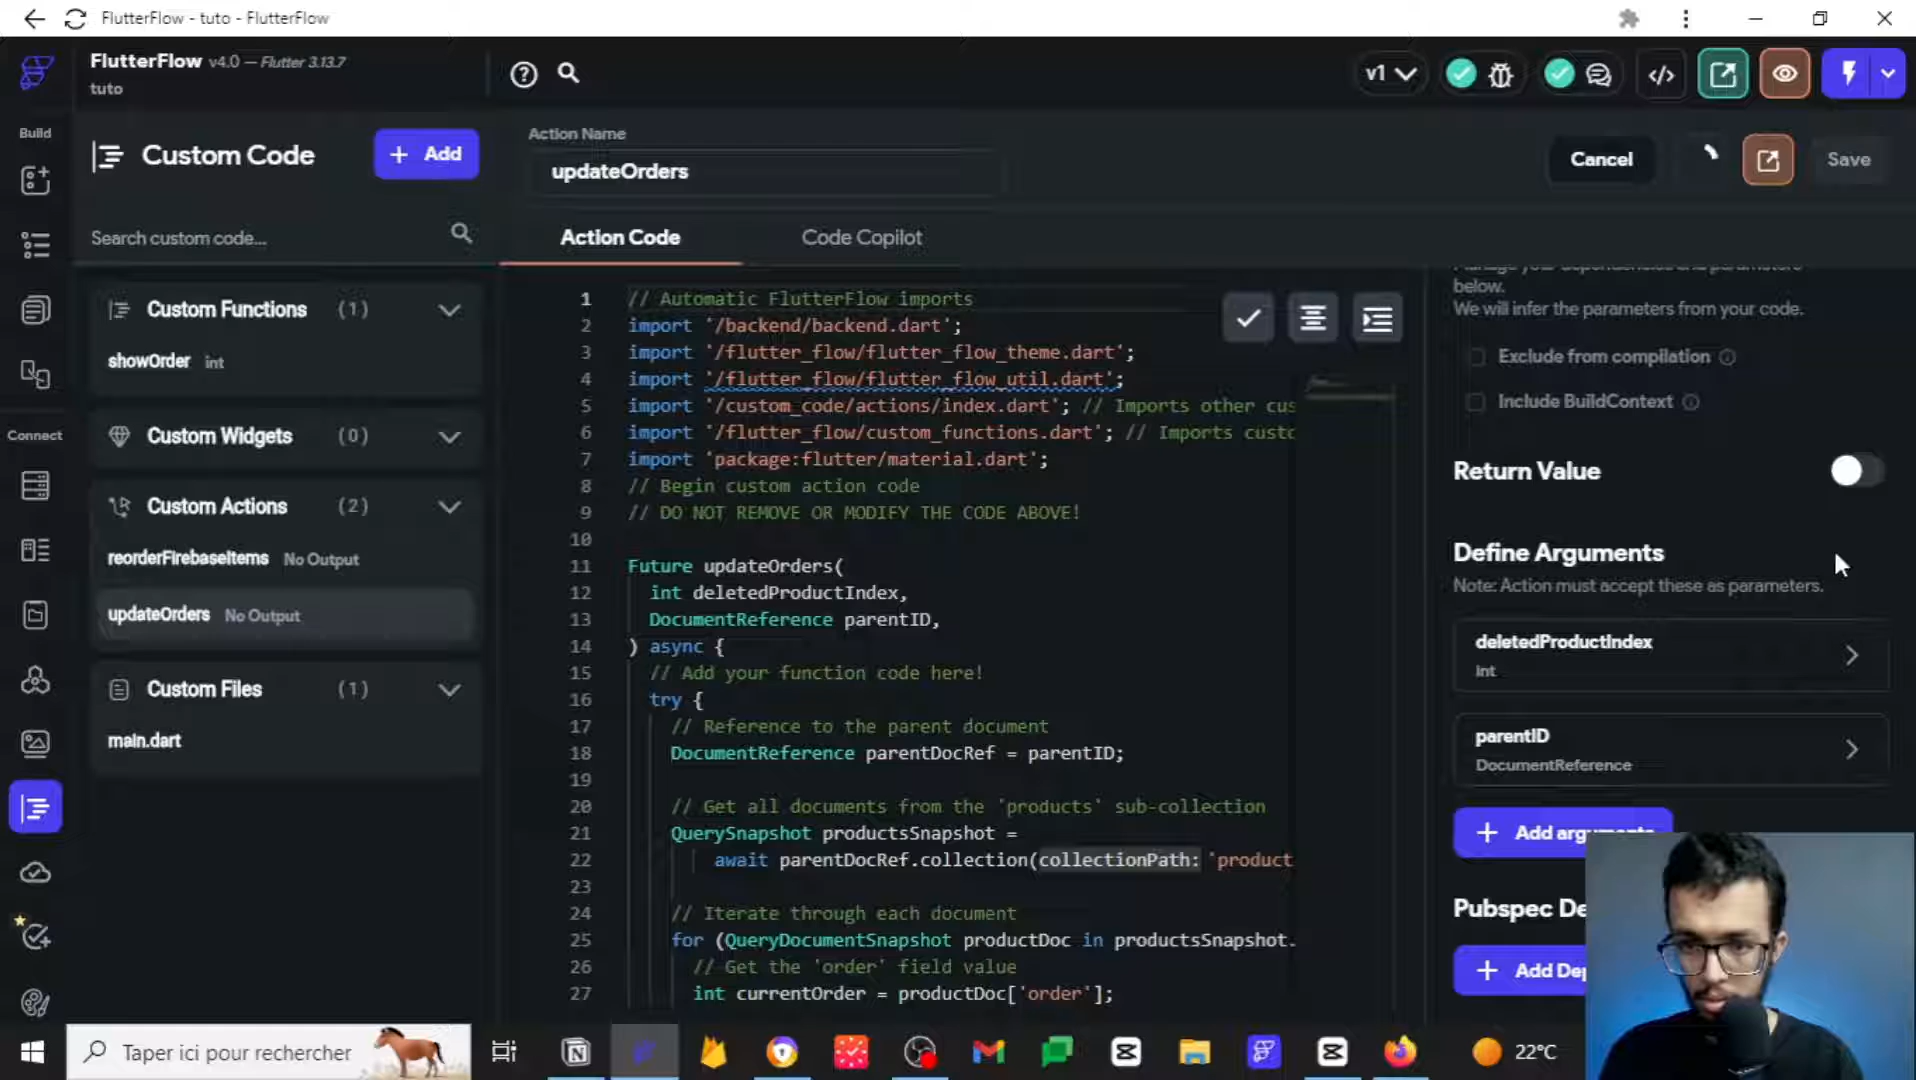 FlutterFlow - tuto - FlutterFlow
FlutterFlow v4.0 — Flutter 3.13.7
tuto
v1
Build
Connect
Custom Code
+ Add
Search custom code...
Custom Functions (1)
showOrder int
Custom Widgets (0)
Custom Actions (2)
reorderFirebaseItems No Output
updateOrders No Output
Custom Files (1)
main.dart
Action Name
updateOrders
Cancel
Save
Action Code
Code Copilot
1 // Automatic FlutterFlow imports
2 import '/backend/backend.dart';
3 import '/flutter_flow/flutter_flow_theme.dart';
4 import '/flutter_flow/flutter_flow_util.dart';
5 import '/custom_code/actions/index.dart'; // Imports other cus
6 import '/flutter_flow/custom_functions.dart'; // Imports custo
7 import 'package:flutter/material.dart';
8 // Begin custom action code
9 // DO NOT REMOVE OR MODIFY THE CODE ABOVE!
10
11 Future updateOrders(
12 int deletedProductIndex,
13 DocumentReference parentID,
14 ) async {
15 // Add your function code here!
16 try {
17 // Reference to the parent document
18 DocumentReference parentDocRef = parentID;
19
20 // Get all documents from the 'products' sub-collection
21 QuerySnapshot productsSnapshot =
22 await parentDocRef.collection(collectionPath: 'product
23
24 // Iterate through each document
25 for (QueryDocumentSnapshot productDoc in productsSnapshot.
26 // Get the 'order' field value
27 int currentOrder = productDoc['order'];
Manage your dependencies and parameters
below.
We will infer the parameters from your code.
Exclude from compilation
Include BuildContext
Return Value
Define Arguments
Note: Action must accept these as parameters.
deletedProductIndex
int
parentID
DocumentReference
+ Add arguments
Pubspec De
+ Add Dep
Taper ici pour rechercher
22°C